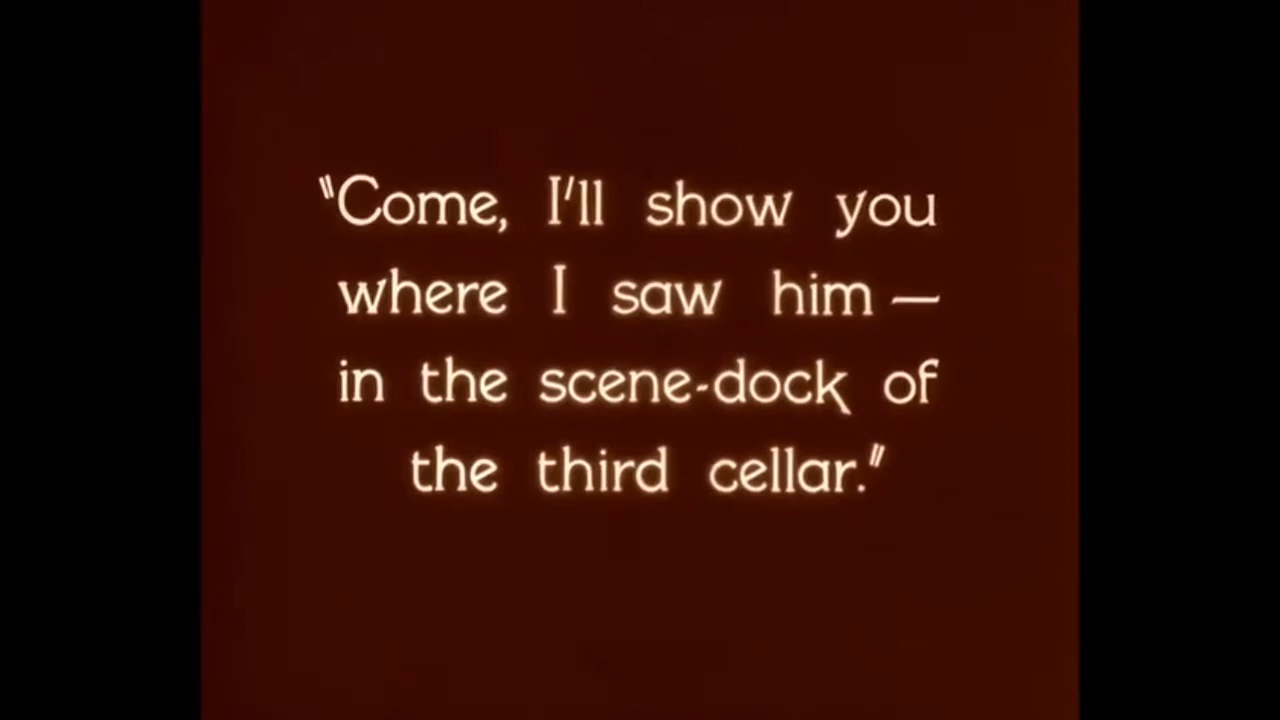 "Come, I'll show you
where I saw him —
in the scene-dock of
the third cellar."